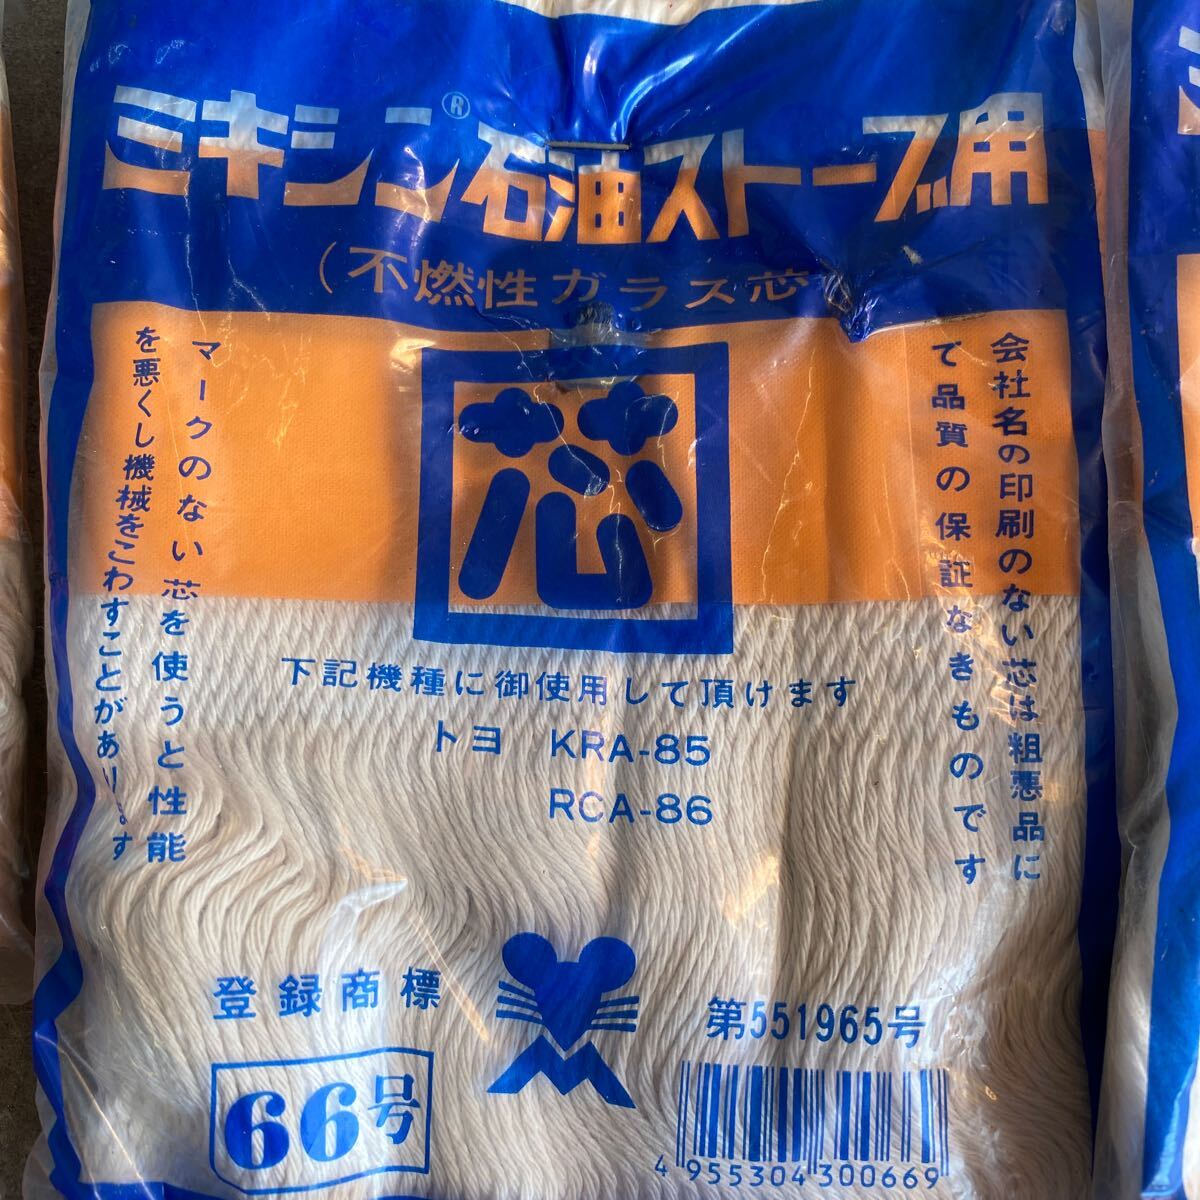 ミキシン®石油ストーブ用
(不燃性ガラス芯
会社名の印刷のない芯は粗悪品に
で品質の保証なきものです
芯
マークのない芯を使うと性能
を悪くし機械をこわすことがあります。
下記機種に御使用して頂けます
トヨ KRA-85
RCA-86
登録商標
第551965号
66号
4 955304 300669